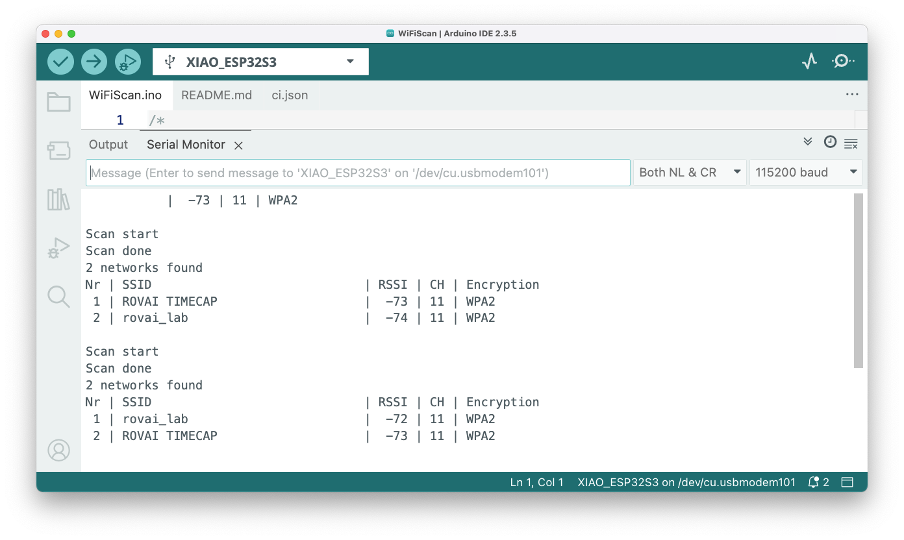 WiFiScan | Arduino IDE 2.3.5
XIAO_ESP32S3
WiFiScan.ino README.md ci.json ...
1 /*
Output Serial Monitor ×
Message (Enter to send message to 'XIAO_ESP32S3' on '/dev/cu.usbmodem101') Both NL & CR 115200 baud
| -73 | 11 | WPA2
Scan start
Scan done
2 networks found
Nr | SSID | RSSI | CH | Encryption
1 | ROVAI TIMECAP | -73 | 11 | WPA2
2 | rovai_lab | -74 | 11 | WPA2
Scan start
Scan done
2 networks found
Nr | SSID | RSSI | CH | Encryption
1 | rovai_lab | -72 | 11 | WPA2
2 | ROVAI TIMECAP | -73 | 11 | WPA2
Ln 1, Col 1 XIAO_ESP32S3 on /dev/cu.usbmodem101 2